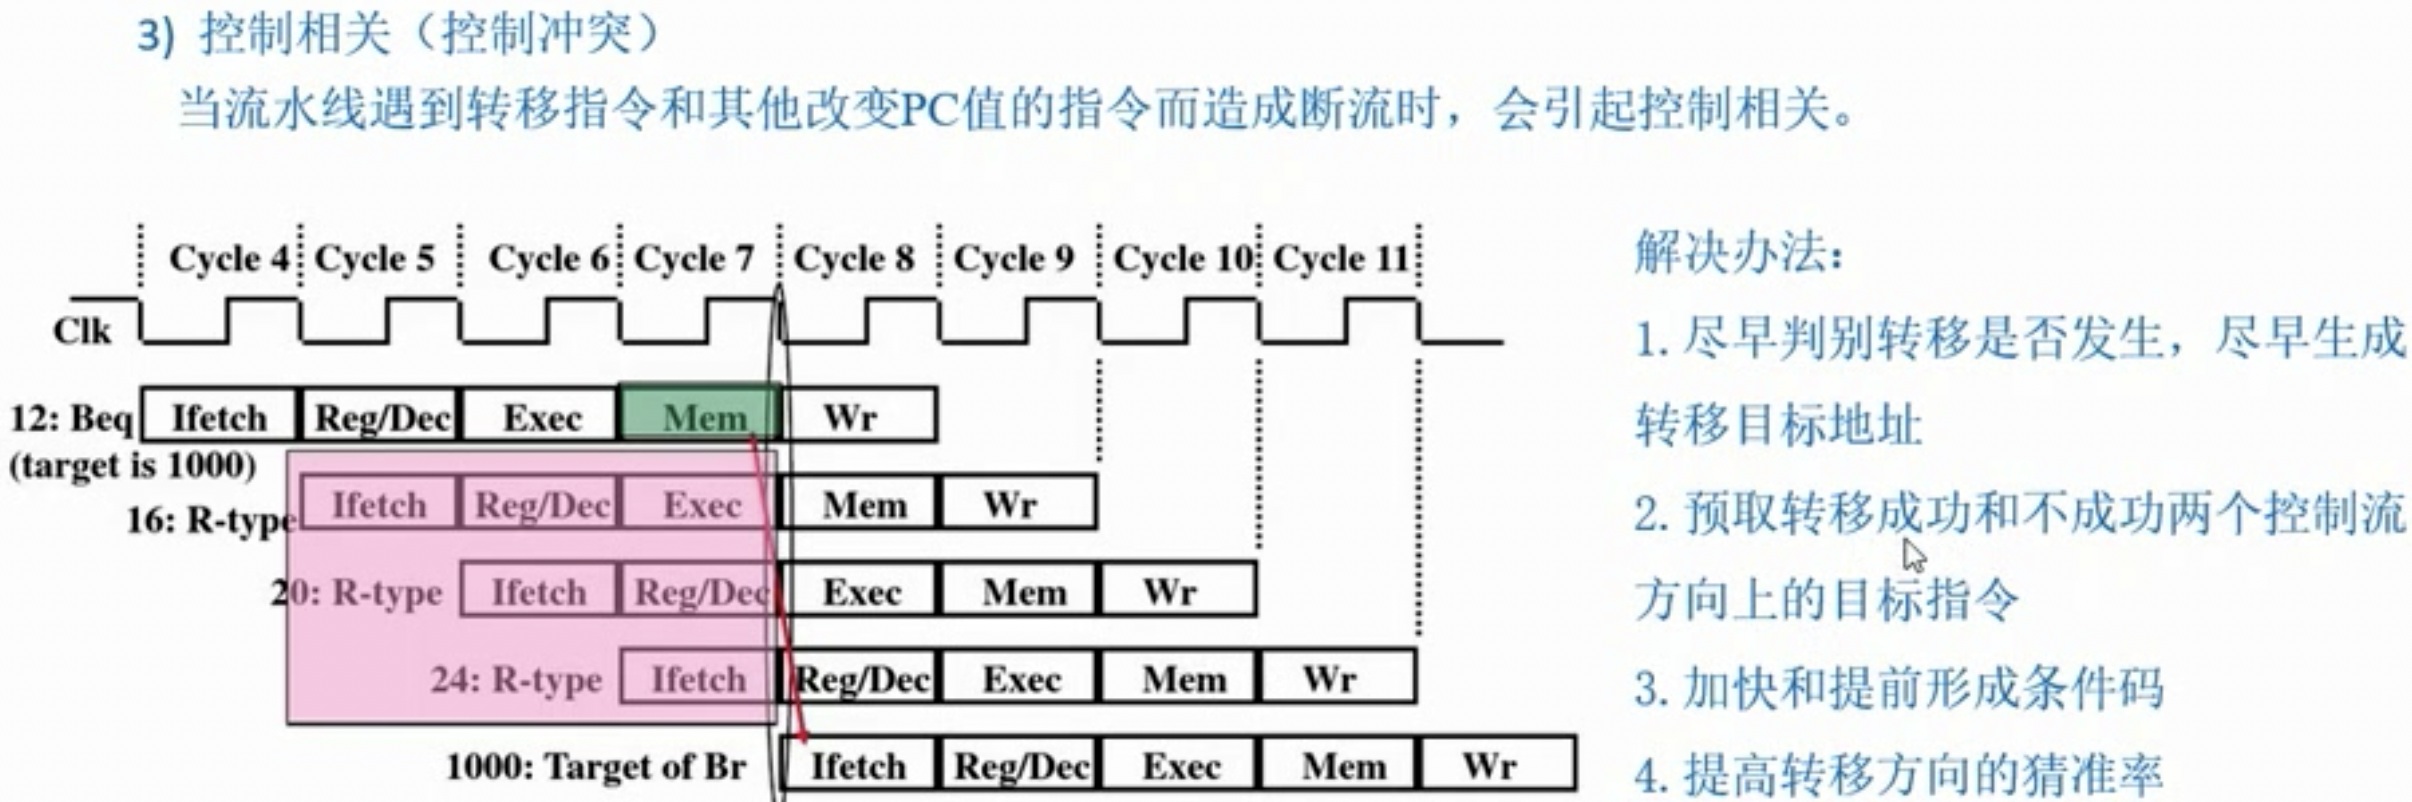 3) 控制相关（控制冲突）
当流水线遇到转移指令和其他改变PC值的指令而造成断流时，会引起控制相关。
Cycle 4 Cycle 5 Cycle 6 Cycle 7 Cycle 8 Cycle 9 Cycle 10 Cycle 11
Clk
12: Beq Ifetch Reg/Dec Exec Mem Wr
(target is 1000)
16: R-type Ifetch Reg/Dec Exec Mem Wr
20: R-type Ifetch Reg/Dec Exec Mem Wr
24: R-type Ifetch Reg/Dec Exec Mem Wr
1000: Target of Br Ifetch Reg/Dec Exec Mem Wr
解决办法：
1. 尽早判别转移是否发生，尽早生成
转移目标地址
2. 预取转移成功和不成功两个控制流
方向上的目标指令
3. 加快和提前形成条件码
4. 提高转移方向的猜准率